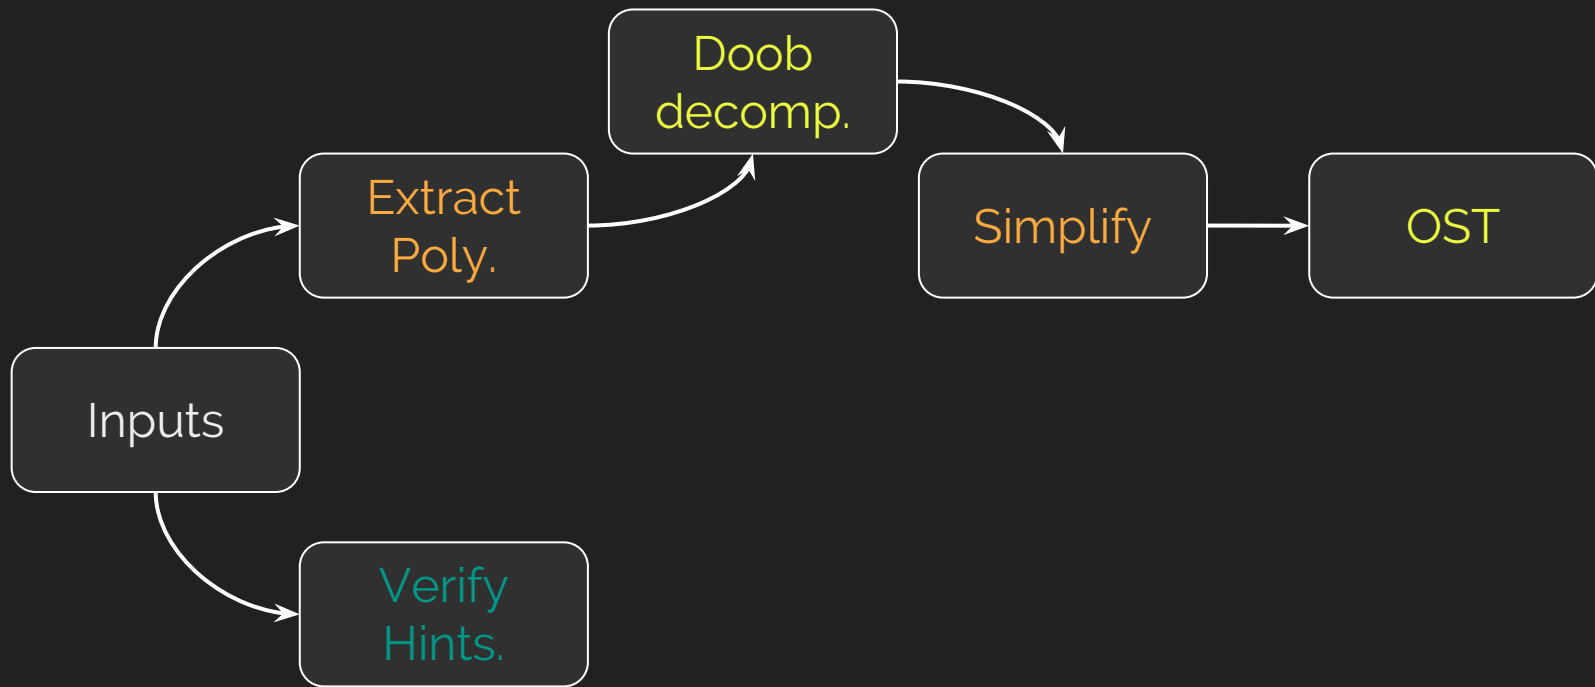 Doob
decomp.
Extract
Poly.
Simplify
OST
Inputs
Verify
Hints.